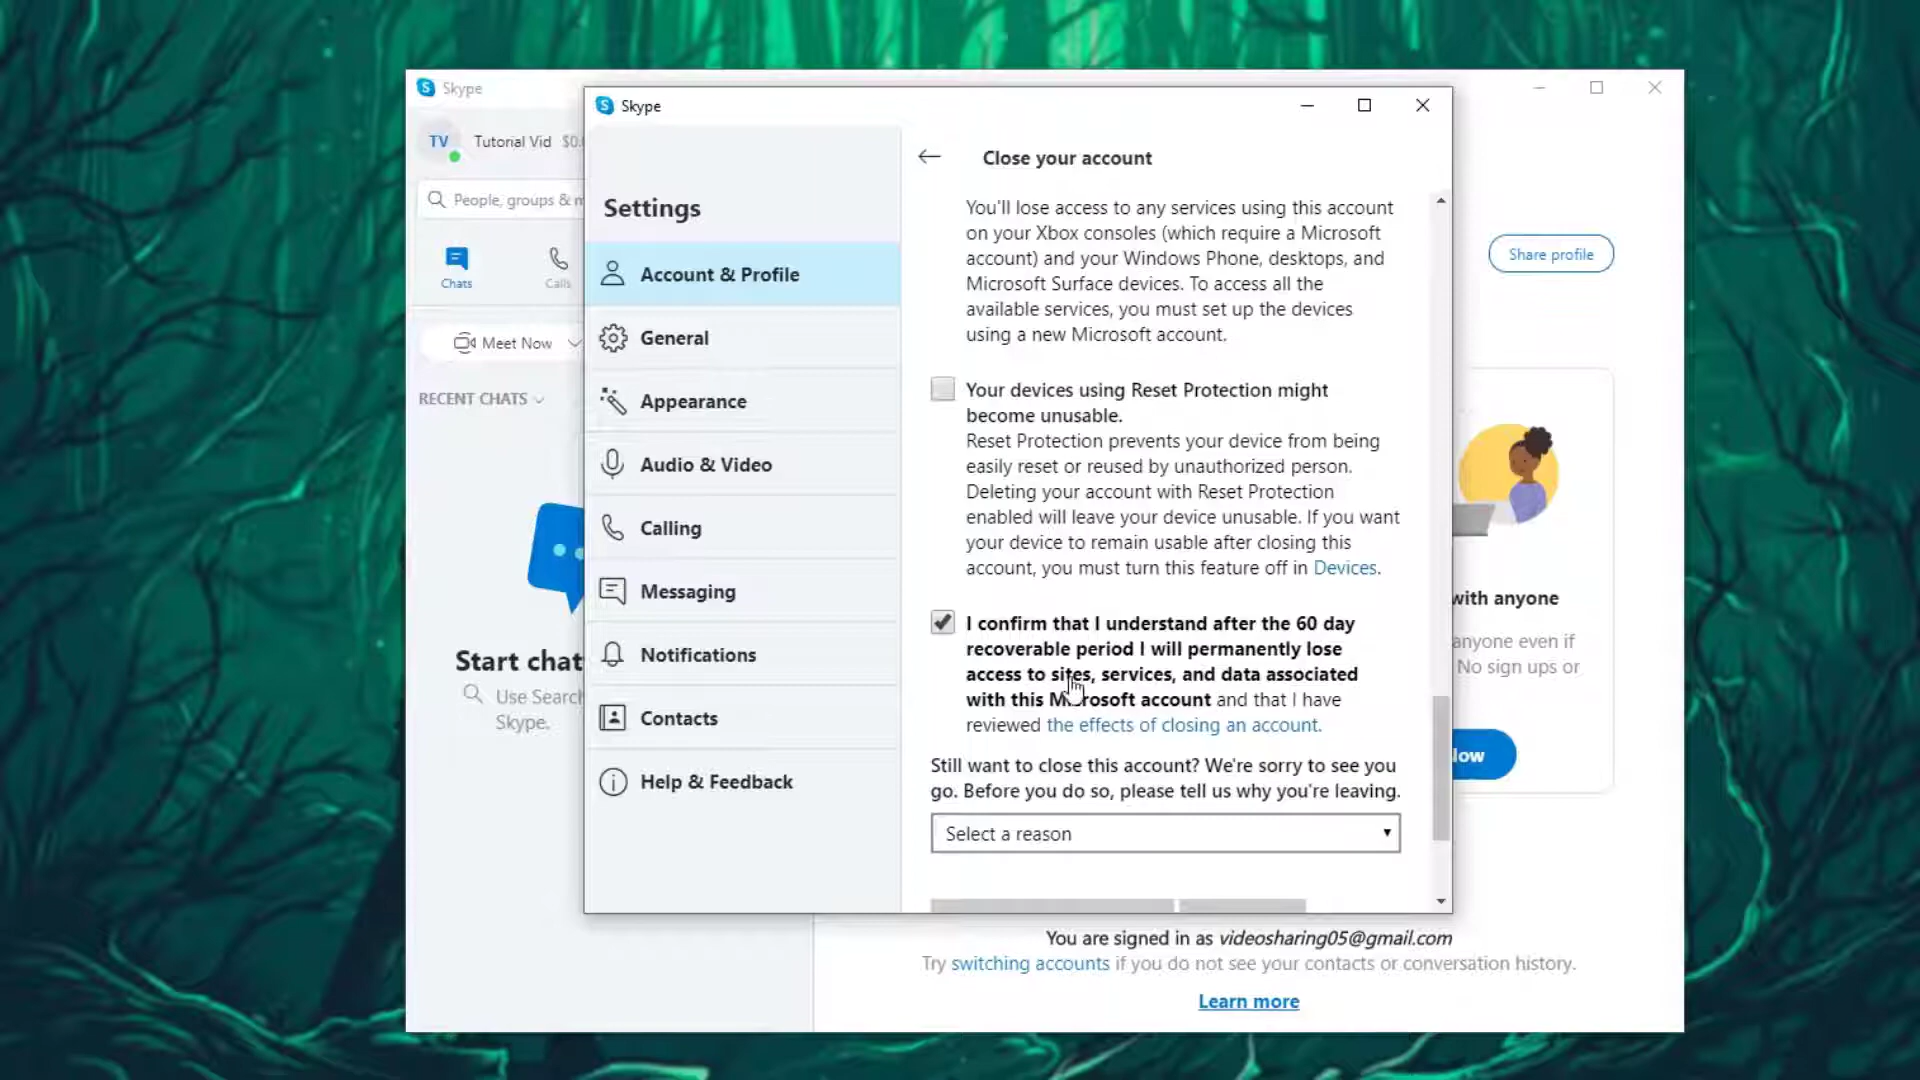 Skype
TV Tutorial Vid
People, groups &
Chats
Calls
Meet Now
RECENT CHATS
Start chat
Use Search
Skype.
Skype
Settings
Account & Profile
General
Appearance
Audio & Video
Calling
Messaging
Notifications
Contacts
Help & Feedback
Close your account
You'll lose access to any services using this account
on your Xbox consoles (which require a Microsoft
account) and your Windows Phone, desktops, and
Microsoft Surface devices. To access all the
available services, you must set up the devices
using a new Microsoft account.
Your devices using Reset Protection might
become unusable.
Reset Protection prevents your device from being
easily reset or reused by unauthorized person.
Deleting your account with Reset Protection
enabled will leave your device unusable. If you want
your device to remain usable after closing this
account, you must turn this feature off in Devices.
I confirm that I understand after the 60 day
recoverable period I will permanently lose
access to sites, services, and data associated
with this Microsoft account and that I have
reviewed the effects of closing an account.
Still want to close this account? We're sorry to see you
go. Before you do so, please tell us why you're leaving.
Select a reason
Share profile
with anyone
anyone even if
No sign ups or
You are signed in as videosharing05@gmail.com
Try switching accounts if you do not see your contacts or conversation history.
Learn more